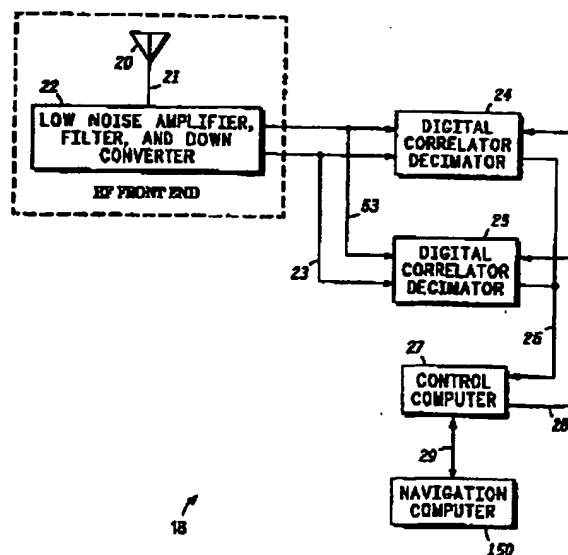 20
21
22
LOW NOISE AMPLIFIER,
FILTER, AND DOWN
CONVERTER
RF FRONT END
24
DIGITAL
CORRELATOR
DECIMATOR
53
23
25
DIGITAL
CORRELATOR
DECIMATOR
26
27
CONTROL
COMPUTER
28
29
NAVIGATION
COMPUTER
150
18